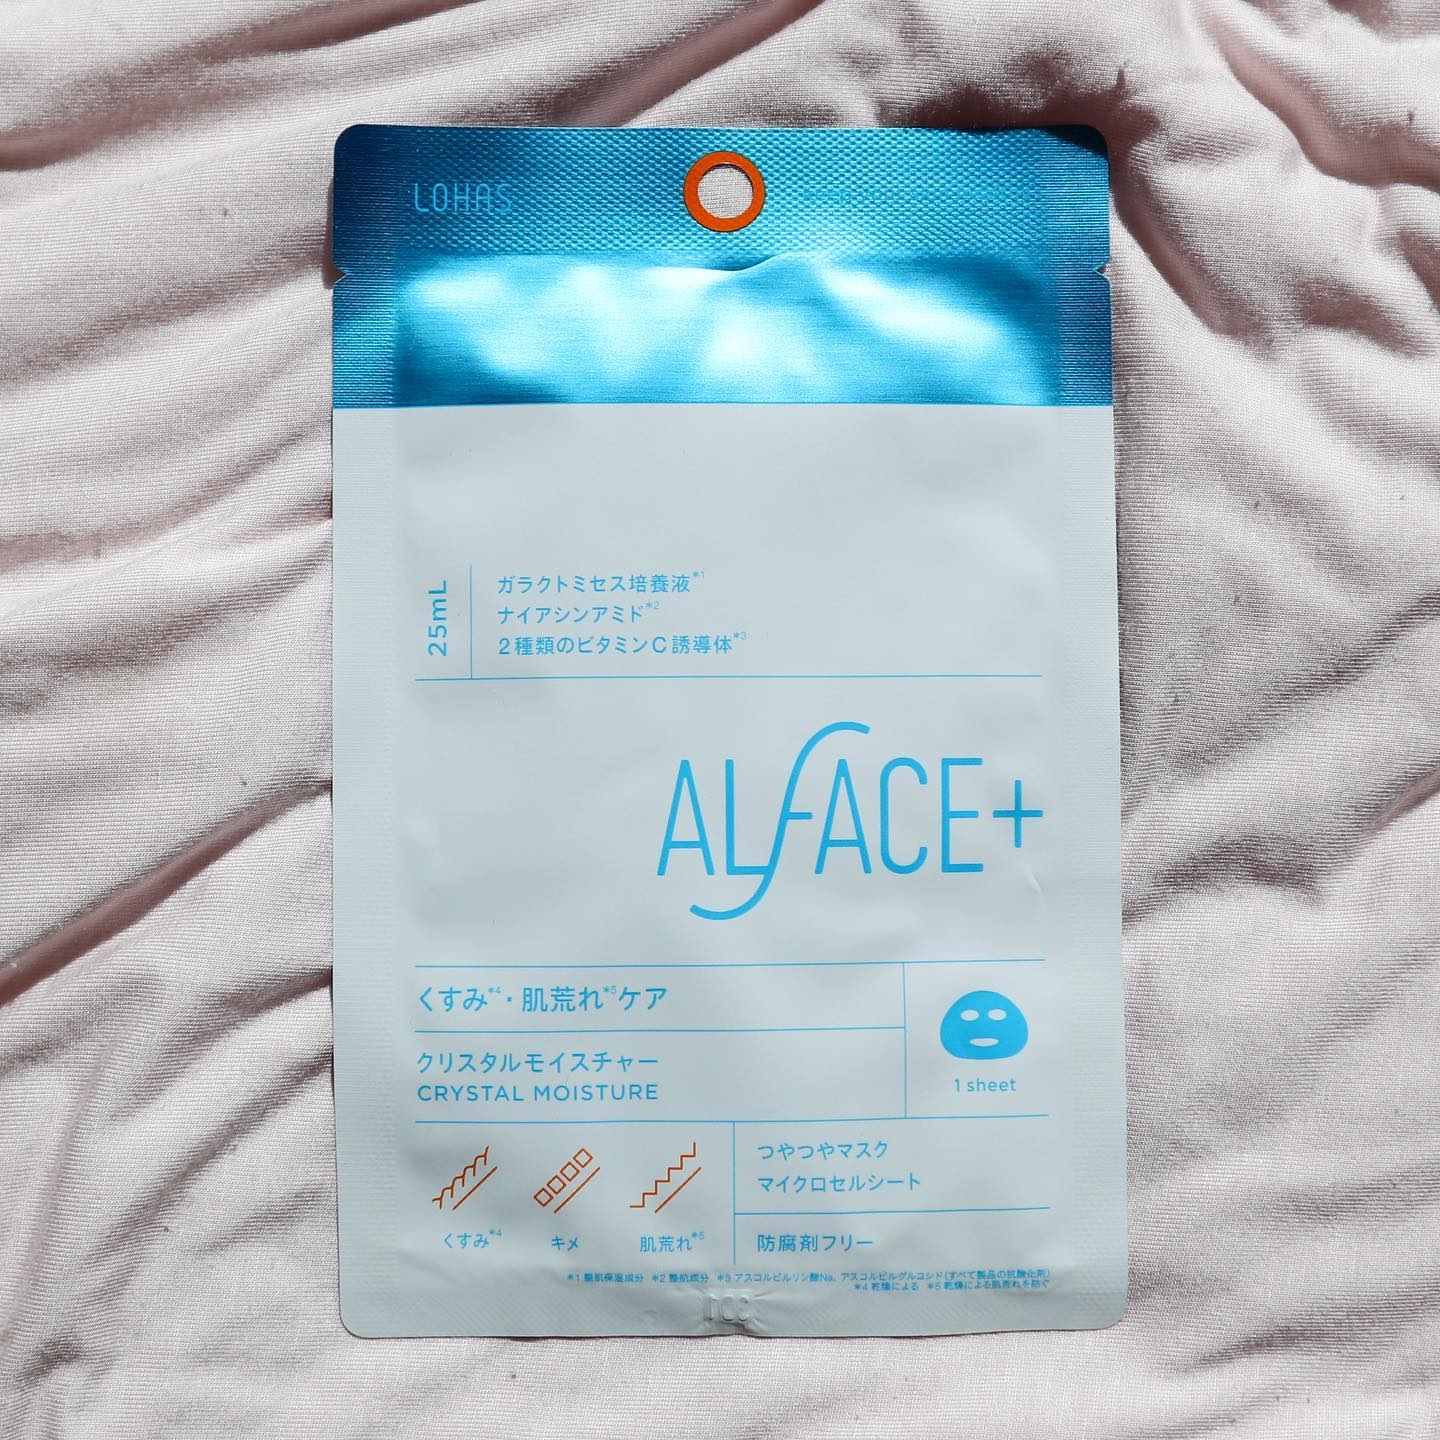 LOHAS
25mL
ガラクトミセス培養液*1
ナイアシンアミド*2
2種類のビタミンC誘導体*3
ALFACE+
くすみ*4・肌荒れ*5ケア
クリスタルモイスチャー
CRYSTAL MOISTURE
1 sheet
くすみ*4
キメ
肌荒れ*5
つやつやマスク
マイクロセルシート
防腐剤フリー
*1 整肌保湿成分 *2 整肌成分 *3 アスコルビルリン酸Na、アスコルビルグルコシド(すべて製品の抗酸化剤)
*4 乾燥による *5 乾燥による肌荒れを防ぐ